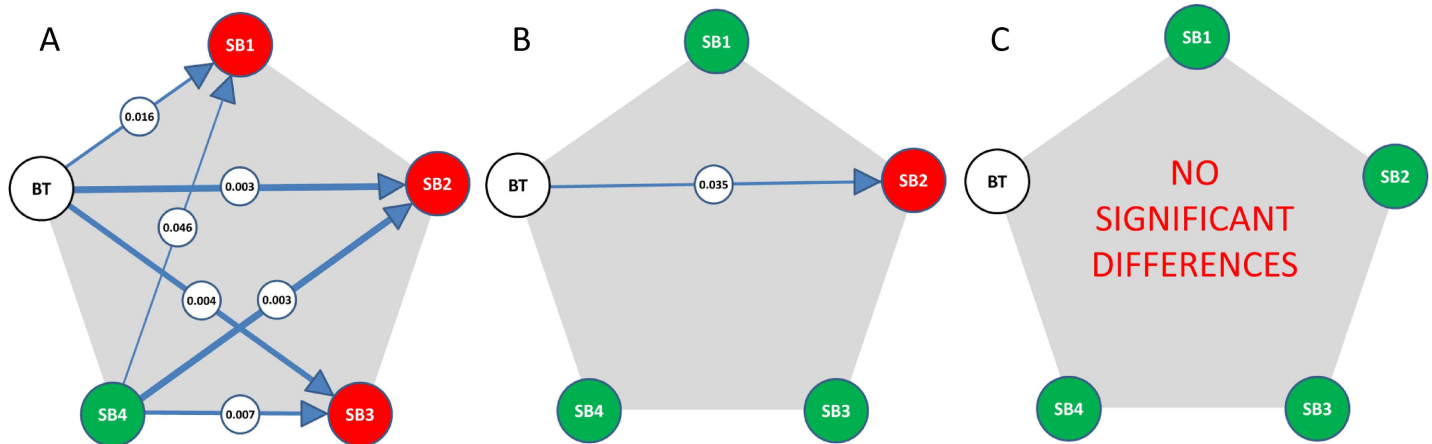 A
SB1
0.016
BT
0.003
SB2
0.046
0.004
0.003
SB4
0.007
SB3
B
SB1
BT
0.035
SB2
SB4
SB3
C
SB1
BT
SB2
NO
SIGNIFICANT
DIFFERENCES
SB4
SB3